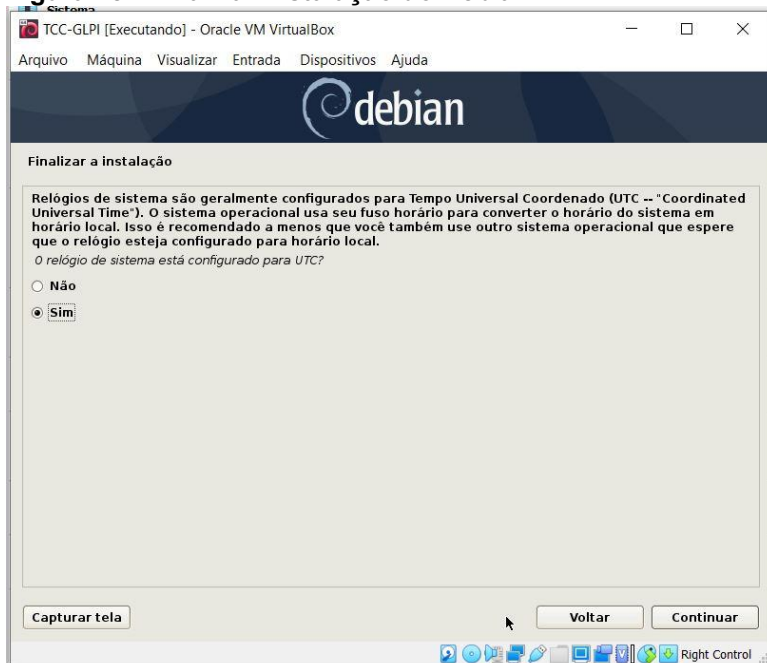 Sistema
TCC-GLPI [Executando] - Oracle VM VirtualBox
Arquivo Máquina Visualizar Entrada Dispositivos Ajuda
debian
Finalizar a instalação
Relógios de sistema são geralmente configurados para Tempo Universal Coordenado (UTC -- "Coordinated
Universal Time"). O sistema operacional usa seu fuso horário para converter o horário do sistema em
horário local. Isso é recomendado a menos que você também use outro sistema operacional que espere
que o relógio esteja configurado para horário local.
O relógio de sistema está configurado para UTC?
Não
Sim
Capturar tela
Voltar
Continuar
Right Control